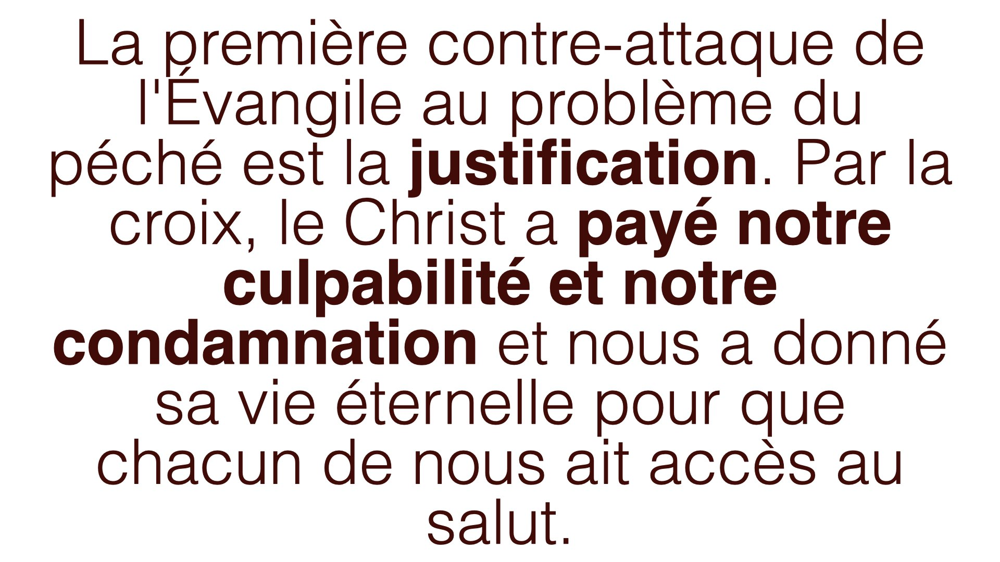 La première contre-attaque de
l'Évangile au problème du
péché est la justification. Par la
croix, le Christ a payé notre
culpabilité et notre
condamnation et nous a donné
sa vie éternelle pour que
chacun de nous ait accès au
salut.